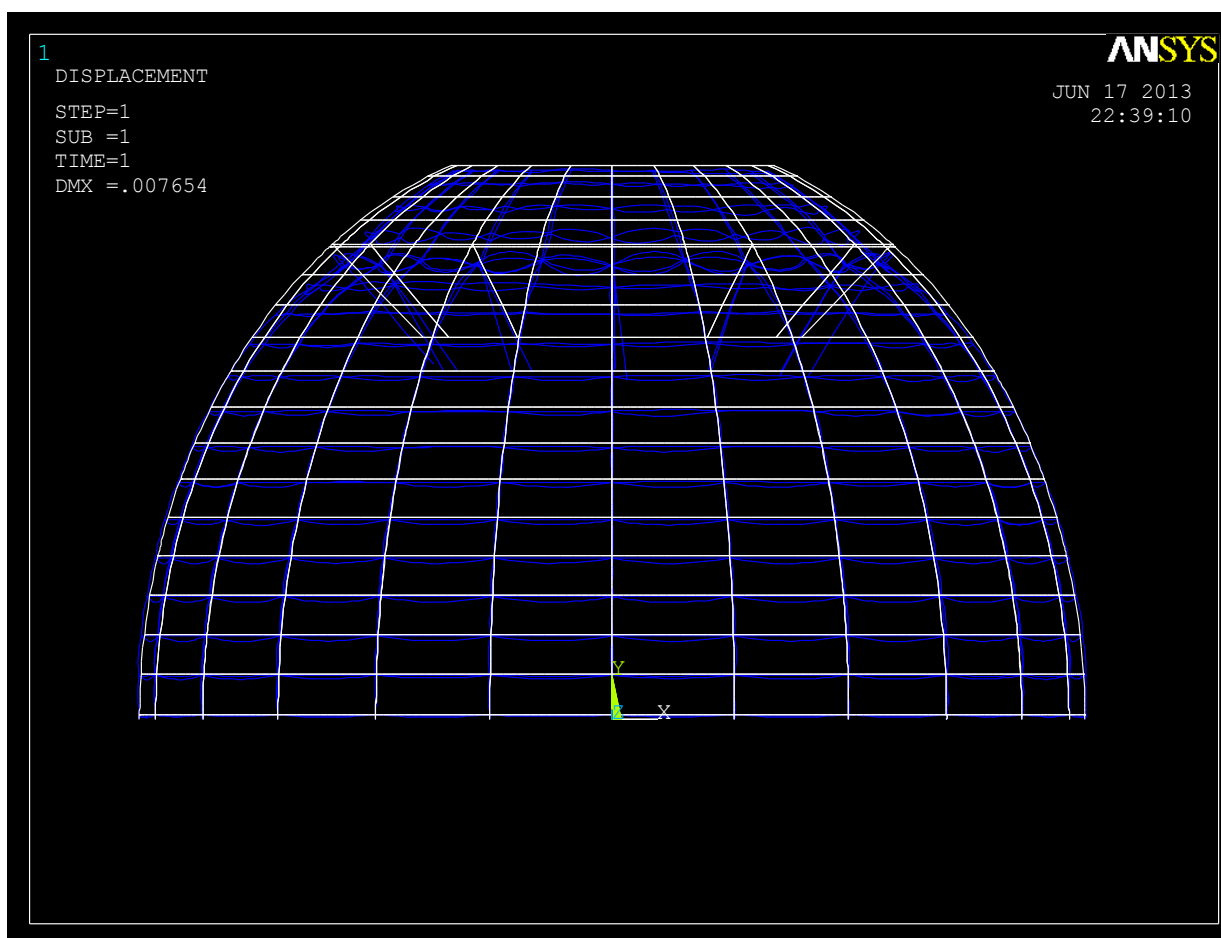 1
DISPLACEMENT
STEP=1
SUB =1
TIME=1
DMX =.007654
ANSYS
JUN 17 2013
22:39:10
Y
Z X